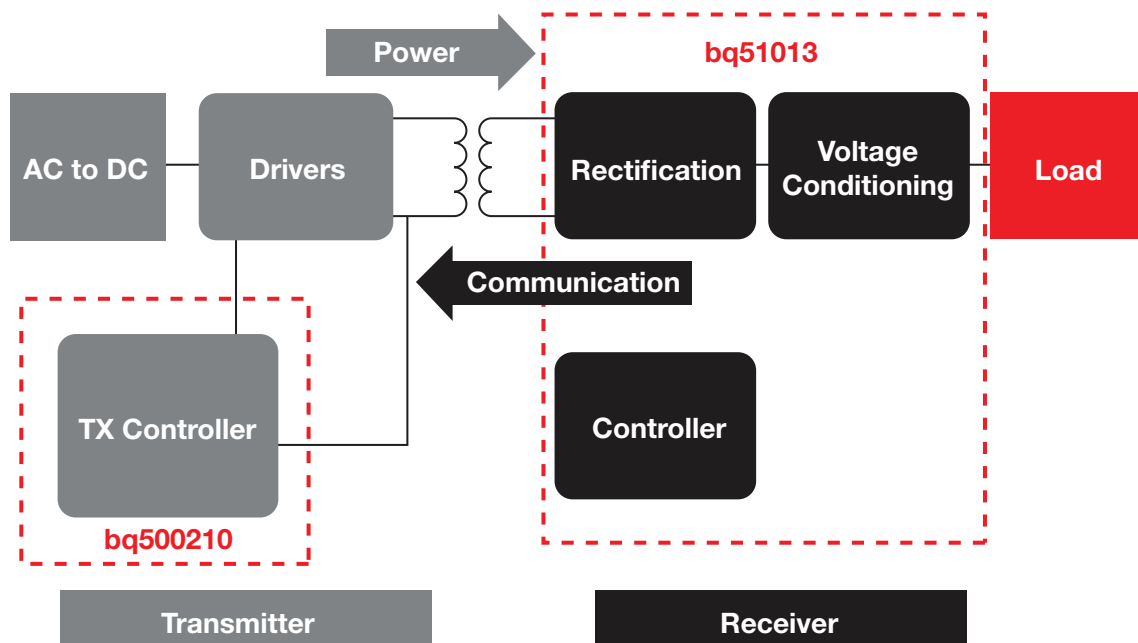 Power
bq51013
AC to DC
Drivers
Rectification
Voltage
Conditioning
Load
Communication
TX Controller
Controller
bq500210
Transmitter
Receiver